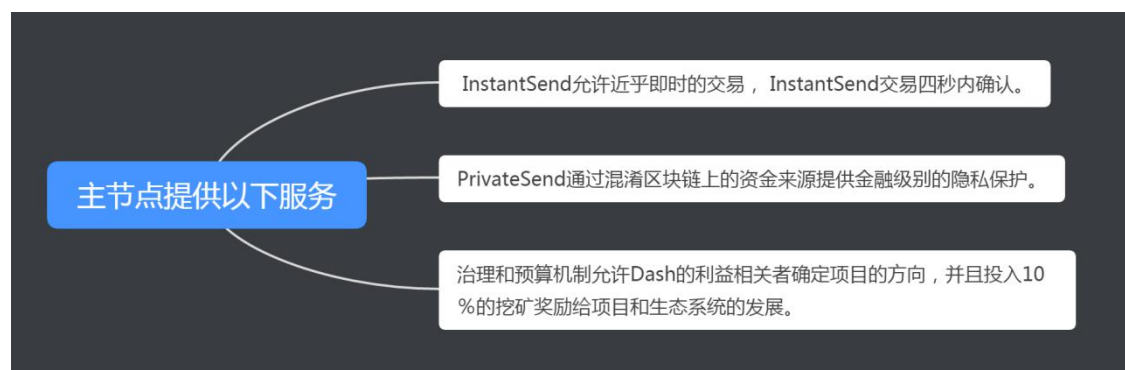 InstantSend允许近乎即时的交易，InstantSend交易四秒内确认。
主节点提供以下服务
PrivateSend通过混淆区块链上的资金来源提供金融级别的隐私保护。
治理和预算机制允许Dash的利益相关者确定项目的方向，并且投入10
%的挖矿奖励给项目和生态系统的发展。